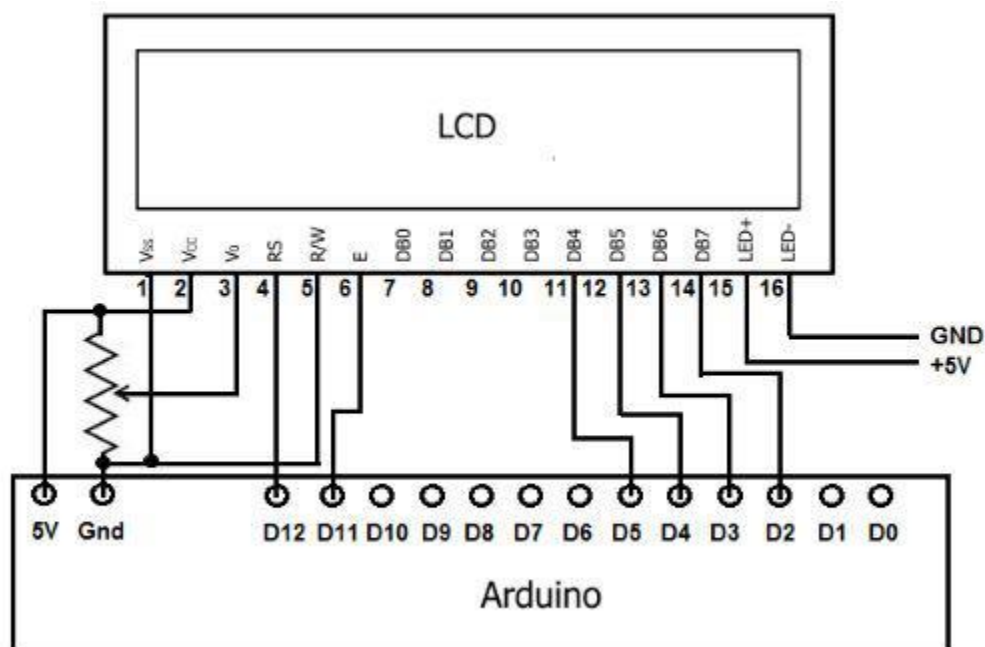 LCD
Vss Vcc V0 RS R/W E DB0 DB1 DB2 DB3 DB4 DB5 DB6 DB7 LED+ LED-
1 2 3 4 5 6 7 8 9 10 11 12 13 14 15 16
GND
+5V
5V Gnd D12 D11 D10 D9 D8 D7 D6 D5 D4 D3 D2 D1 D0
Arduino